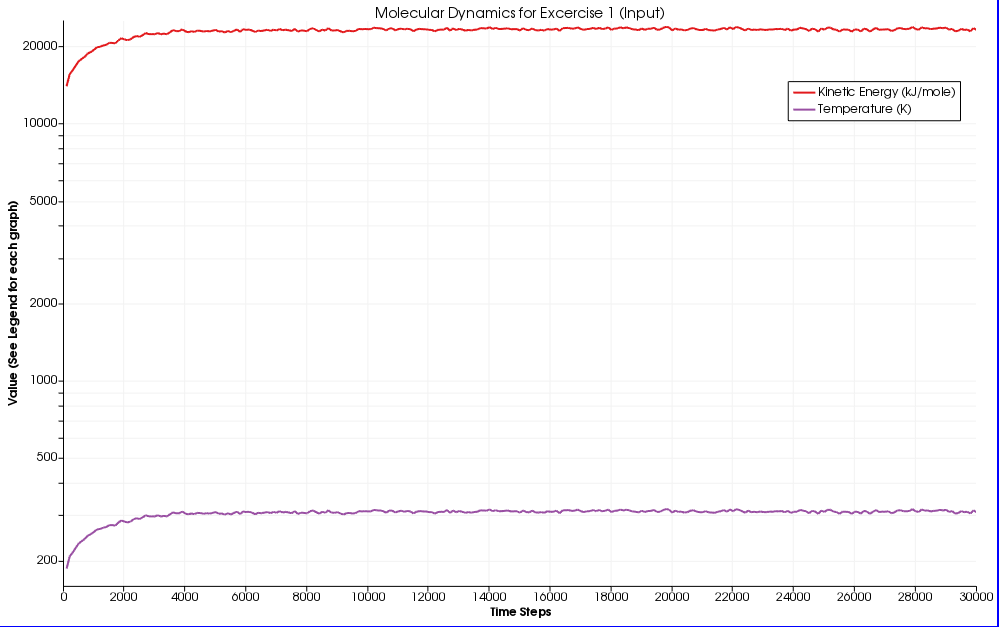 Molecular Dynamics for Excercise 1 (Input)
Kinetic Energy (kJ/mole)
Temperature (K)
Value (See Legend for each graph)
20000
10000
5000
2000
1000
500
200
0 2000 4000 6000 8000 10000 12000 14000 16000 18000 20000 22000 24000 26000 28000 30000
Time Steps